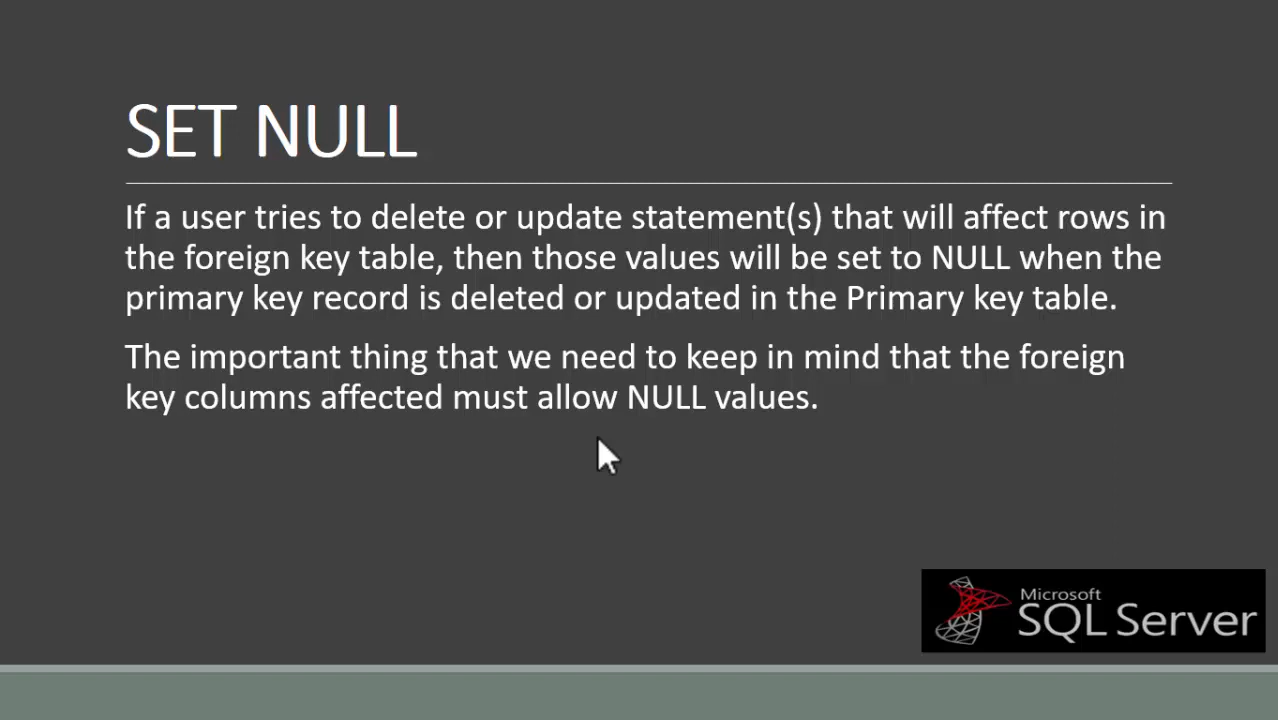 SET NULL
If a user tries to delete or update statement(s) that will affect rows in
the foreign key table, then those values will be set to NULL when the
primary key record is deleted or updated in the Primary key table.
The important thing that we need to keep in mind that the foreign
key columns affected must allow NULL values.
Microsoft
SQL Server